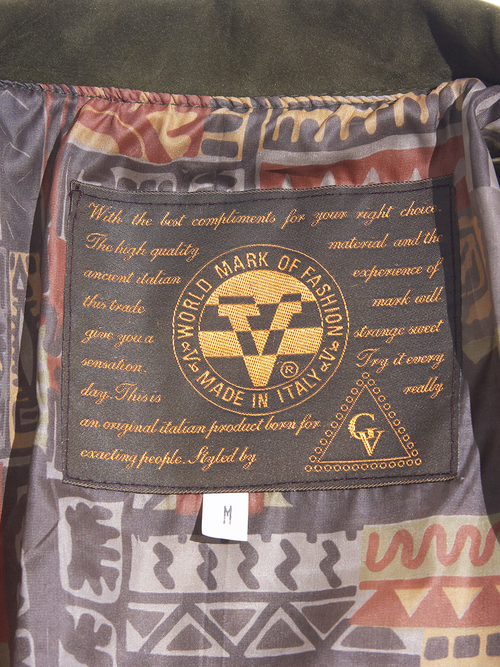 With the best compliments for your right choice.
The high quality material and the
ancient italian experience of
this trade mark will
give you a strange sweet
sensation. Try it every
day. This is really
an original italian product born for
exacting people. Styled by
WORLD MARK OF FASHION
V
®
MADE IN ITALY
V V
GV
M